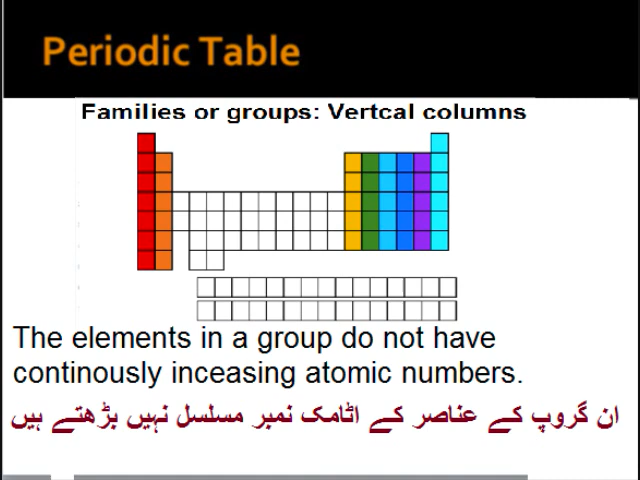 Periodic Table
Families or groups: Vertcal columns
The elements in a group do not have
continously inceasing atomic numbers.
ان گروپ کے عناصر کے اٹامک نمبر مسلسل نہیں بڑھتے ہیں